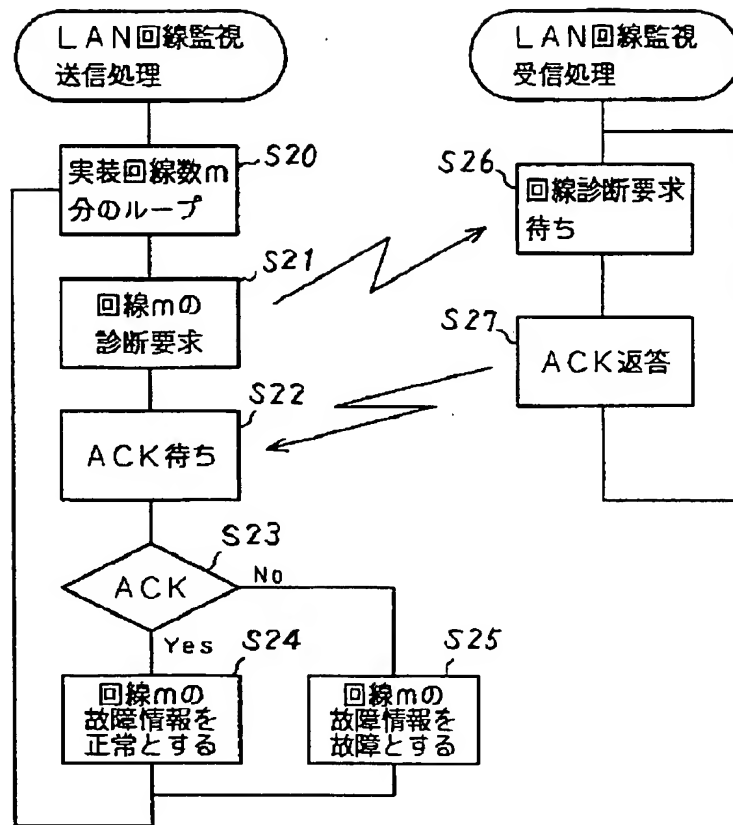 LAN回線監視
送信処理
S20
実装回線数m
分のループ
S21
回線mの
診断要求
S22
ACK待ち
S23
ACK
No
Yes
S24
回線mの
故障情報を
正常とする
S25
回線mの
故障情報を
故障とする
LAN回線監視
受信処理
S26
回線診断要求
待ち
S27
ACK返答